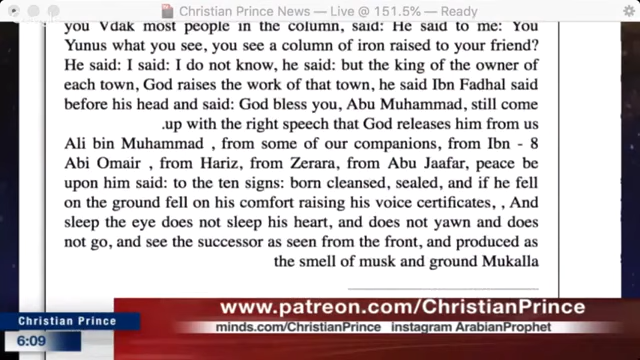 Christian Prince News — Live @ 151.5% — Ready
you Vdak most people in the column, said: He said to me: You
Yunus what you see, you see a column of iron raised to your friend?
He said: I said: I do not know, he said: but the king of the owner of
each town, God raises the work of that town, he said Ibn Fadhal said
before his head and said: God bless you, Abu Muhammad, still come
.up with the right speech that God releases him from us
Ali bin Muhammad , from some of our companions, from Ibn - 8
Abi Omair , from Hariz, from Zerara, from Abu Jaafar, peace be
upon him said: to the ten signs: born cleansed, sealed, and if he fell
on the ground fell on his comfort raising his voice certificates, , And
sleep the eye does not sleep his heart, and does not yawn and does
not go, and see the successor as seen from the front, and produced as
the smell of musk and ground Mukalla
www.patreon.com/ChristianPrince
Christian Prince
minds.com/ChristianPrince instagram ArabianProphet
6:09